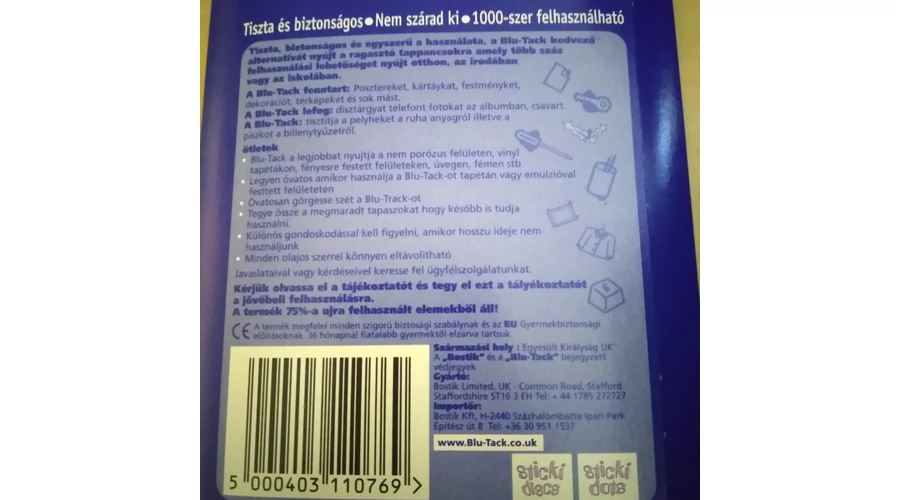 Tiszta és biztonságos●Nem szárad ki●1000-szer felhasználható
Tiszta, biztonságos és egyszerű a használata, a Blu-Tack kedvező
alternatívát nyújt a ragasztó tappancsokra amely több száz
felhasználási lehetőséget nyújt otthon, az irodában
vagy az iskolában.
A Blu-Tack fenntart: Posztereket, kártyákat, festményket,
dekorációt, térképeket és sok mást.
A Blu-Tack lefog: dísztárgyat telefont fotokat az albumban, csavart.
A Blu-Tack: tisztítja a pelyheket a ruha anyagról illetve a
piszkot a billenytyűzetről.
ötletek
• Blu-Tack a legjobbat nyujtja a nem porózus felületen, vinyl
tapétakon, fényesre festett felületeken, üvegen, fémen stb
• Legyen óvatos amikor használja a Blu-Tack-ot tapétán vagy emulzióval
festtett felületeten
• Óvatosan görgesse szét a Blu-Track-ot
• Tegye össze a megmaradt tapaszokat hogy később is tudja
használni.
• Különös gondoskodással kell figyelni, amikor hosszu ideje nem
használjunk
• Minden olajos szerrel könnyen eltávolítható
Javaslataival vagy kérdéseivel keresse fel ügyfélszolgálatunkat.
Kérjük olvassa el a tájékoztatót és tegy el ezt a tályékoztatót
a jövőbeli felhasználásra.
A termék 75%-a ujra felhasznált elemekből áll!
CE A termék megfelel minden szigorú biztosági szabálynak és az EU Gyermekbiztonsági
előirásoknak. 36 hónapnál fiatalabb gyermektől elzárva tartsuk.
Származási hely : Egyesült Királyság UK
A „Bostik” és a „Blu-Tack” bejegyzett
védjegyek
Gyártó:
Bostik Limited, UK - Common Road, Stafford
Staffordshire ST16 3 EH Tel: + 44 1785 272727
Importőr:
Bostik Kft, H-2440 Százhalombatta Ipari Park
Építész út 8 Tel: +36 30 951 1537
www.Blu-Tack.co.uk
5 000403 110769 >
sticki discs
sticki dots